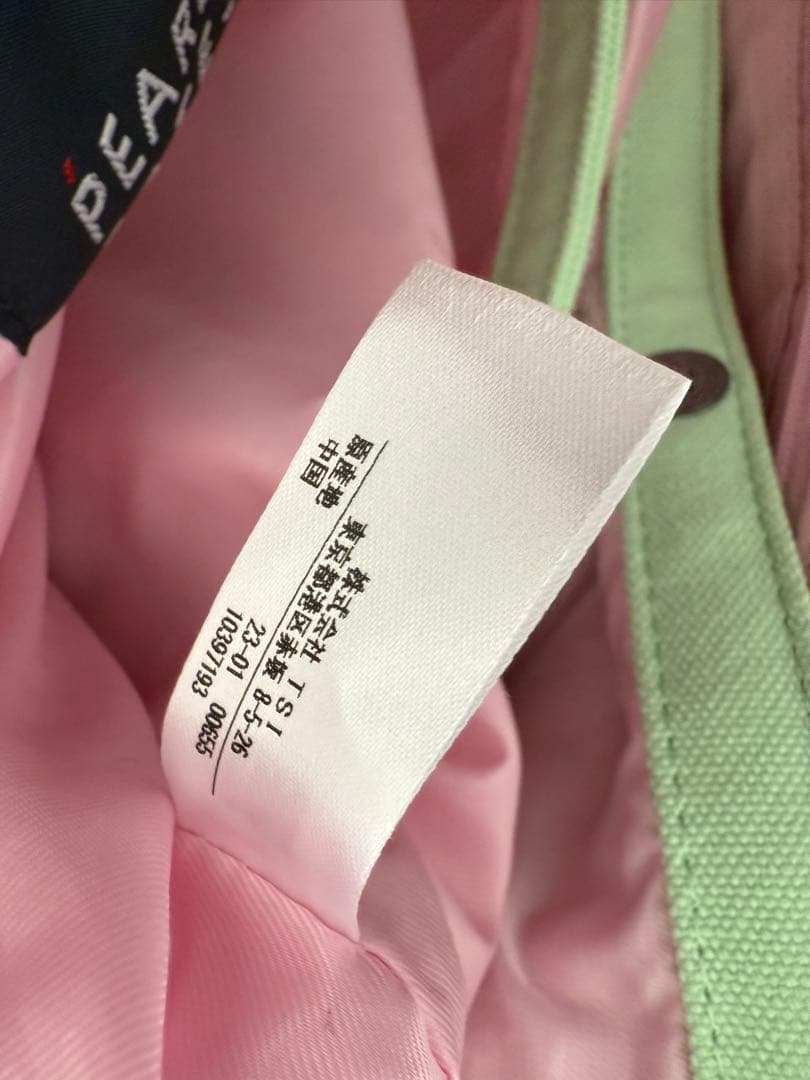 PEAR
原産地
中国
株式会社 TSI
東京都港区赤坂 8-5-26
23-01
10397193 00655